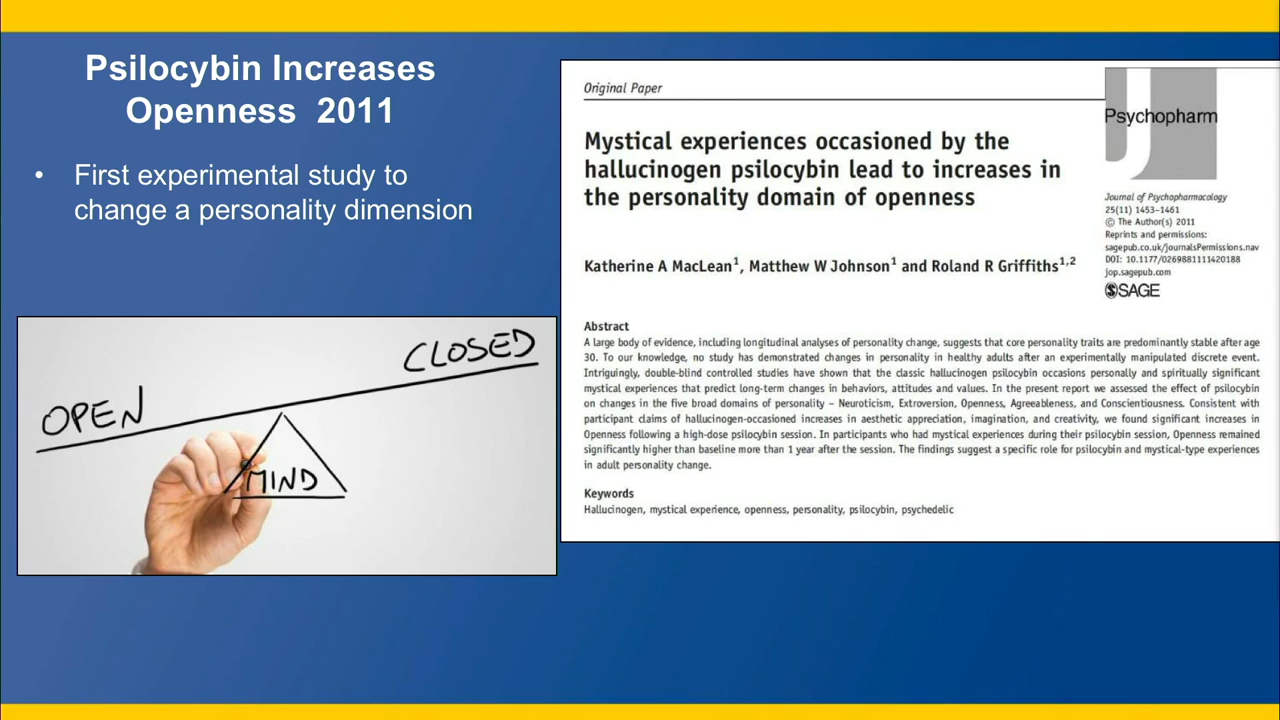 Psilocybin Increases
Openness 2011
• First experimental study to
change a personality dimension
OPEN
CLOSED
MIND
Original Paper
Mystical experiences occasioned by the
hallucinogen psilocybin lead to increases in
the personality domain of openness
Katherine A MacLean1, Matthew W Johnson1 and Roland R Griffiths1,2
J
Psychopharm
Journal of Psychopharmacology
25(11) 1453–1461
© The Author(s) 2011
Reprints and permissions:
sagepub.co.uk/journalsPermissions.nav
DOI: 10.1177/0269881111420188
jop.sagepub.com
SAGE
Abstract
A large body of evidence, including longitudinal analyses of personality change, suggests that core personality traits are predominantly stable after age
30. To our knowledge, no study has demonstrated changes in personality in healthy adults after an experimentally manipulated discrete event.
Intriguingly, double-blind controlled studies have shown that the classic hallucinogen psilocybin occasions personally and spiritually significant
mystical experiences that predict long-term changes in behaviors, attitudes and values. In the present report we assessed the effect of psilocybin
on changes in the five broad domains of personality – Neuroticism, Extroversion, Openness, Agreeableness, and Conscientiousness. Consistent with
participant claims of hallucinogen-occasioned increases in aesthetic appreciation, imagination, and creativity, we found significant increases in
Openness following a high-dose psilocybin session. In participants who had mystical experiences during their psilocybin session, Openness remained
significantly higher than baseline more than 1 year after the session. The findings suggest a specific role for psilocybin and mystical-type experiences
in adult personality change.
Keywords
Hallucinogen, mystical experience, openness, personality, psilocybin, psychedelic